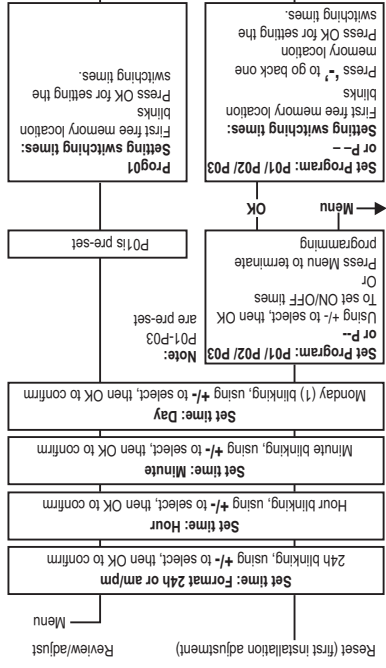 Reset (first installation adjustment)
Review/adjust
Menu
Set time: Format 24h or am/pm
24h blinking, using +/- to select, then OK to confirm
Set time: Hour
Hour blinking, using +/- to select, then OK to confirm
Set time: Minute
Minute blinking, using +/- to select, then OK to confirm
Set time: Day
Monday (1) blinking, using +/- to select, then OK to confirm
Set Program: P01/ P02/ P03
or P--
Using +/- to select, then OK
To set ON/OFF times
Or
Press Menu to terminate
programming
Note:
P01-P03
are pre-set
P01is pre-set
Menu
OK
Set Program: P01/ P02/ P03
or P– –
Setting switching times:
First free memory location
blinks
Press '-' to go back one
memory location
Press OK for setting the
switching times.
Prog01
Setting switching times:
First free memory location
blinks
Press OK for setting the
switching times.